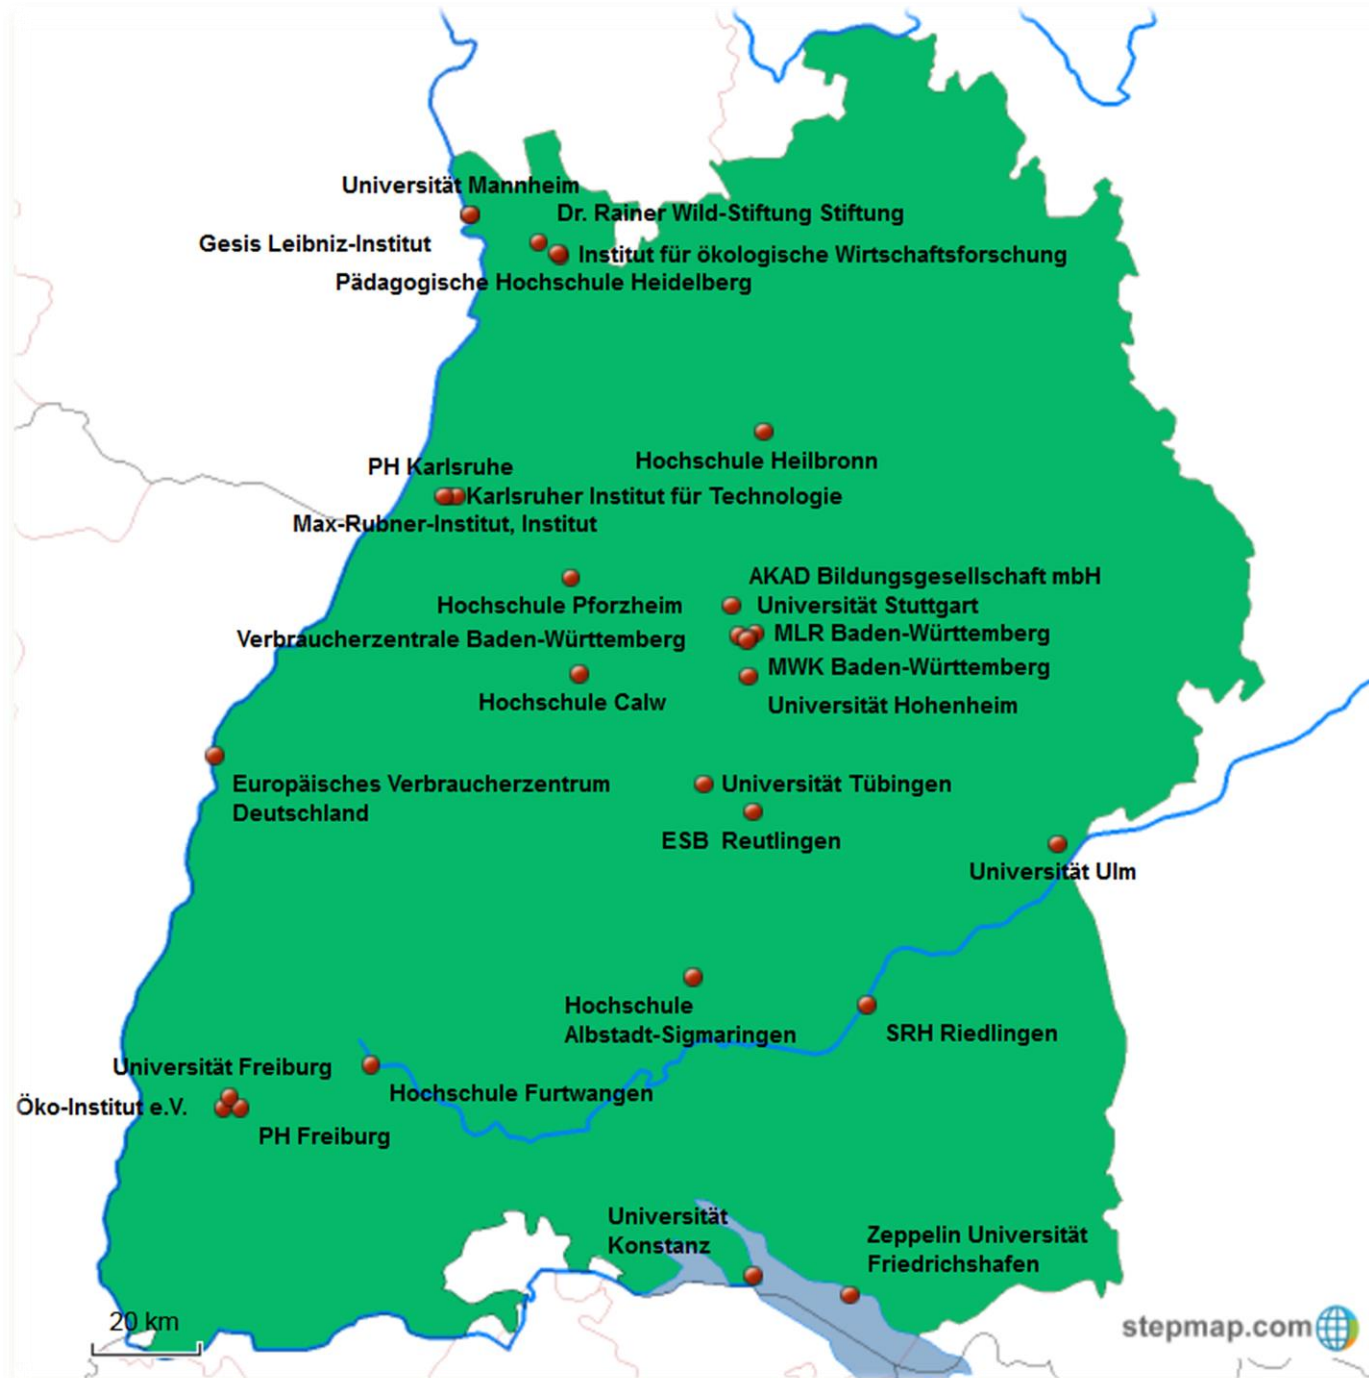 Universität Mannheim
Dr. Rainer Wild-Stiftung Stiftung
Gesis Leibniz-Institut
Institut für ökologische Wirtschaftsforschung
Pädagogische Hochschule Heidelberg
Hochschule Heilbronn
PH Karlsruhe
Karlsruher Institut für Technologie
Max-Rubner-Institut, Institut
AKAD Bildungsgesellschaft mbH
Hochschule Pforzheim
Universität Stuttgart
MLR Baden-Württemberg
Verbraucherzentrale Baden-Württemberg
MWK Baden-Württemberg
Hochschule Calw
Universität Hohenheim
Europäisches Verbraucherzentrum
Deutschland
Universität Tübingen
ESB Reutlingen
Universität Ulm
Hochschule
Albstadt-Sigmaringen
SRH Riedlingen
Universität Freiburg
Hochschule Furtwangen
Öko-Institut e.V.
PH Freiburg
Universität
Konstanz
Zeppelin Universität
Friedrichshafen
20 km
stepmap.com